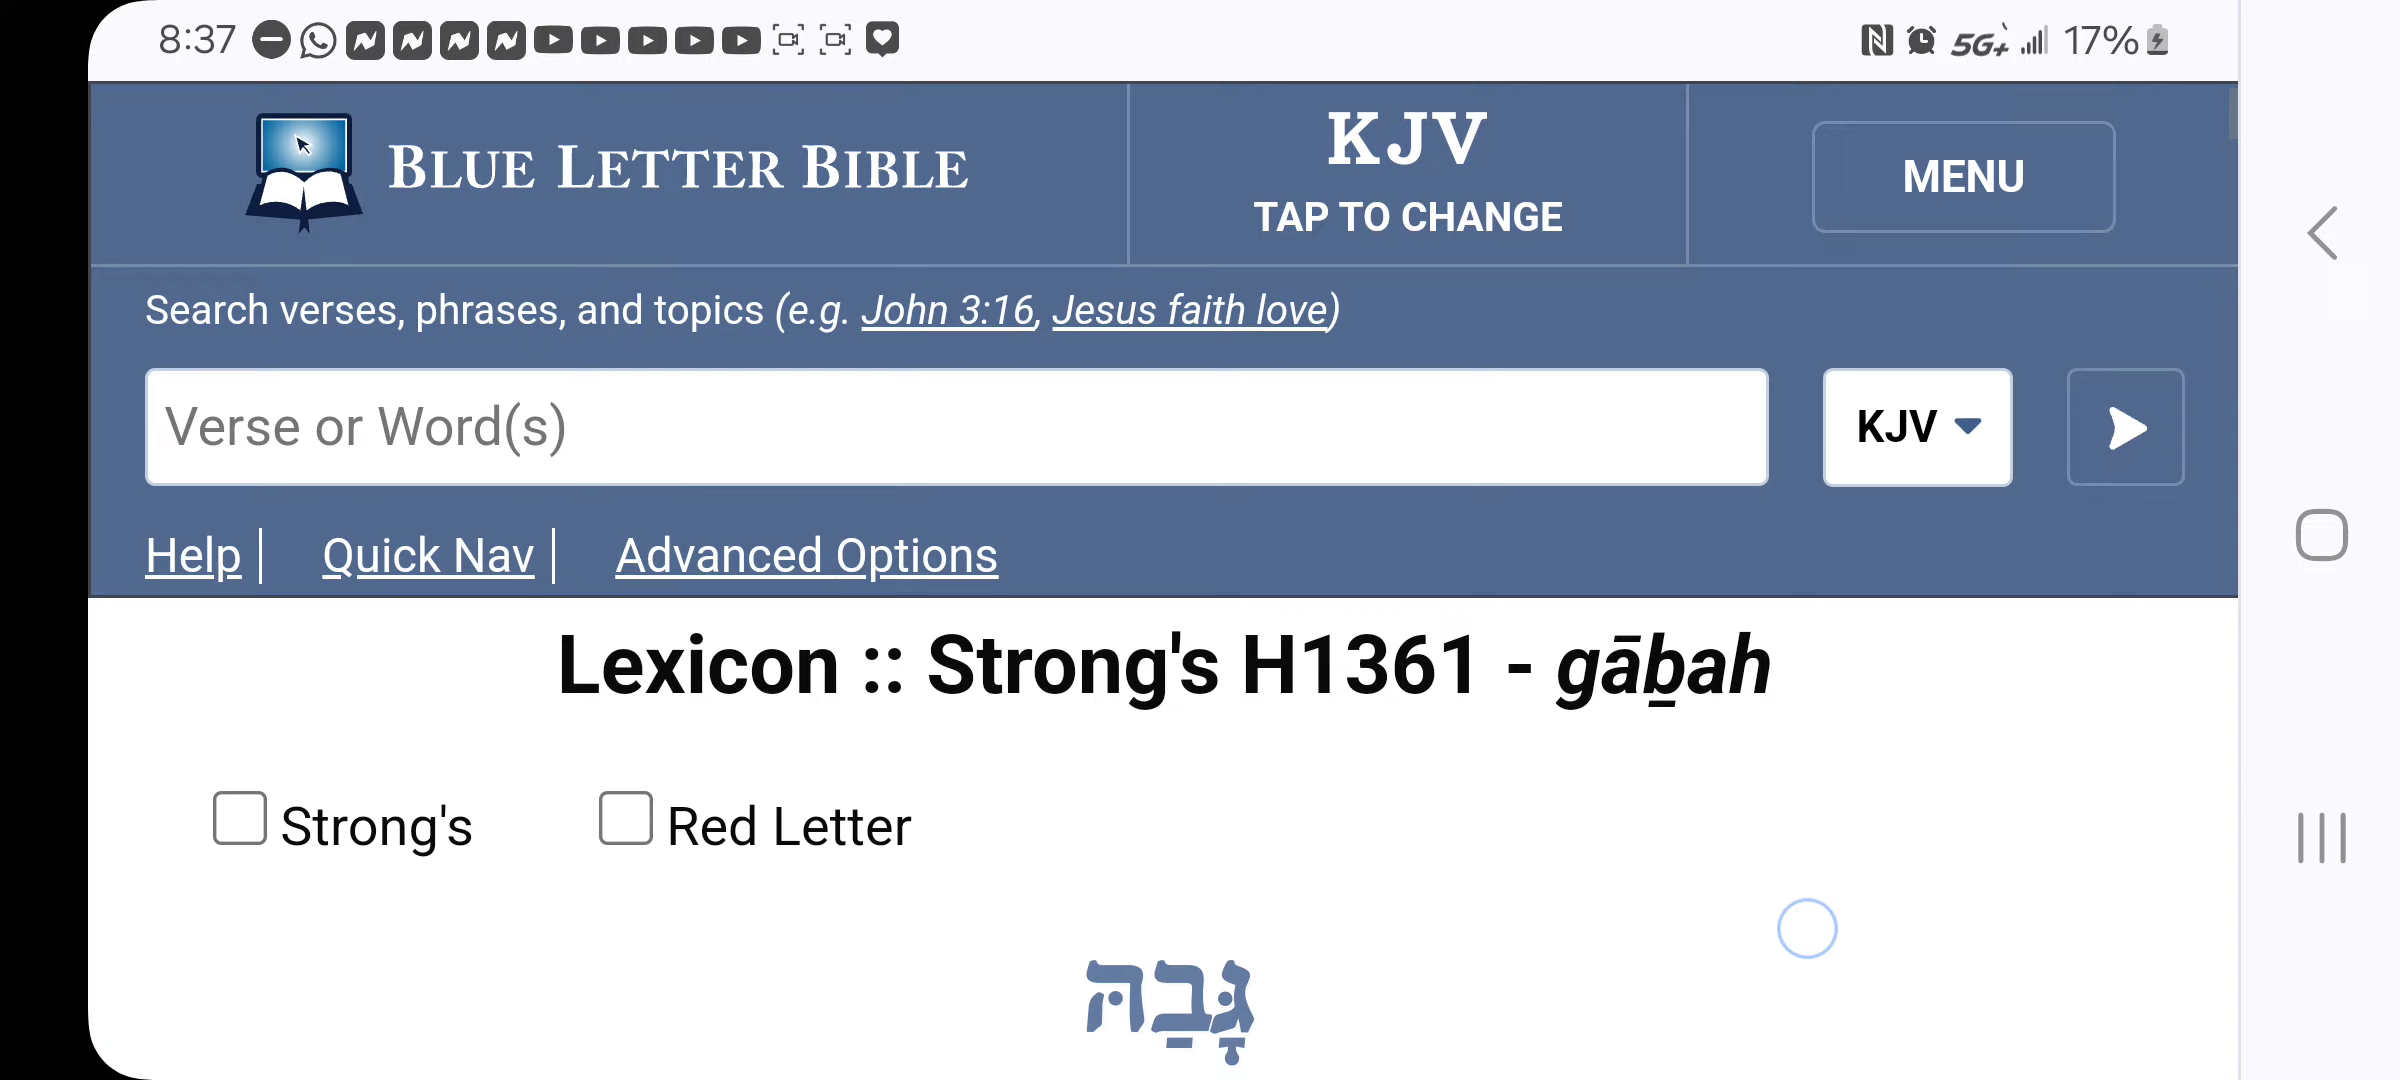 8:37 5G+ 17%
BLUE LETTER BIBLE
KJV
TAP TO CHANGE
MENU
Search verses, phrases, and topics (e.g. John 3:16, Jesus faith love)
Verse or Word(s)
KJV
Help Quick Nav Advanced Options
Lexicon :: Strong's H1361 - gāḇah
Strong's Red Letter
גָּבַהּ